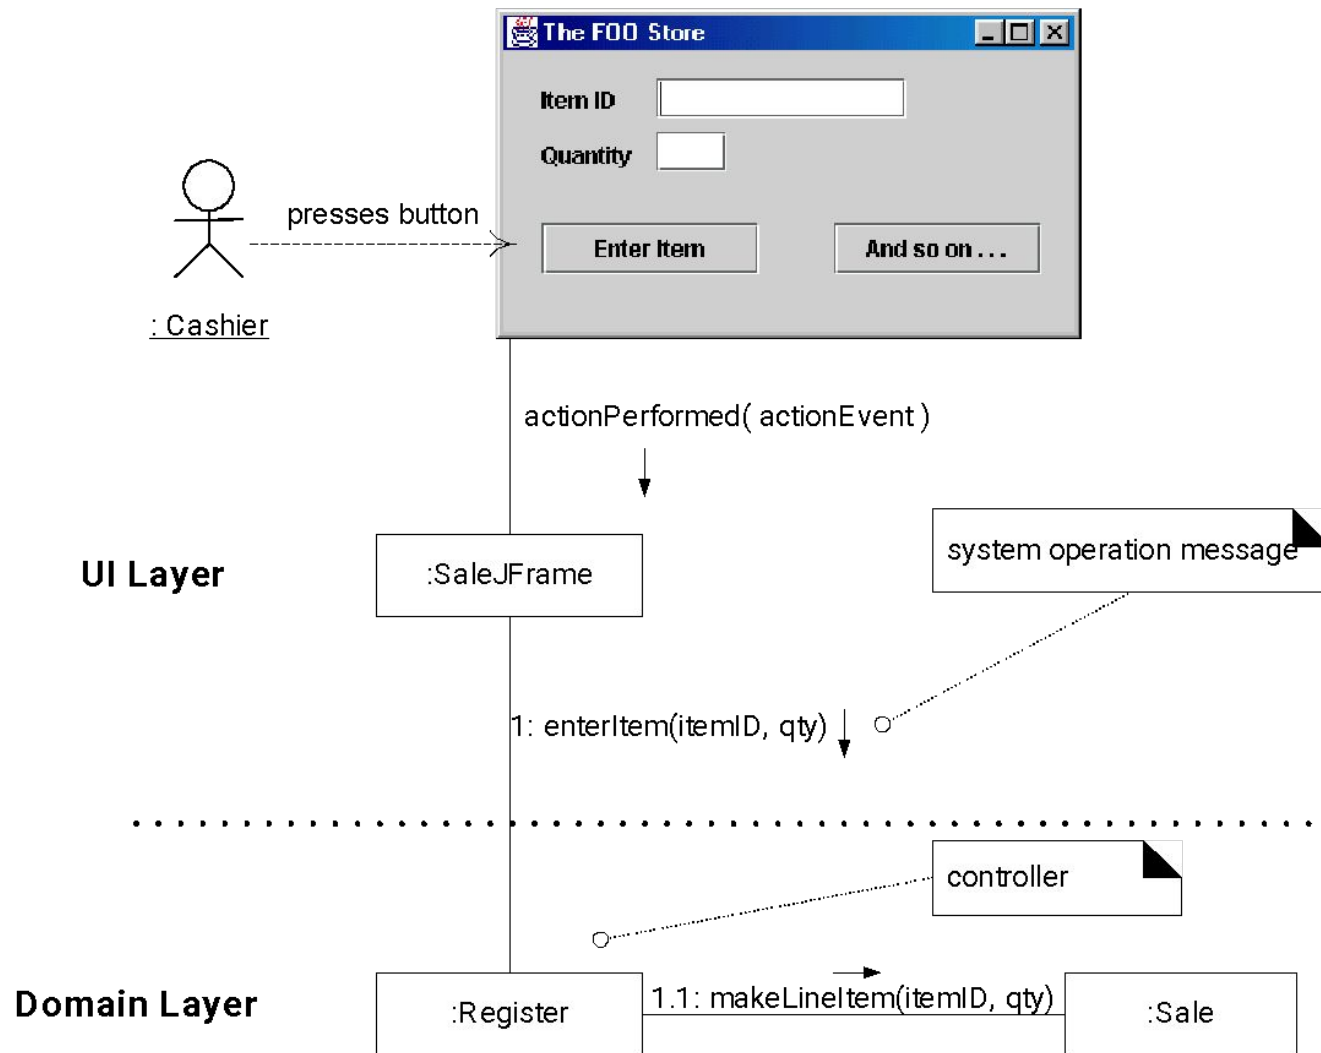 The FOO Store
Item ID
Quantity
presses button
Enter Item
And so on . . .
: Cashier
actionPerformed( actionEvent )
system operation message
UI Layer
:SaleJFrame
1: enterItem(itemID, qty)
controller
Domain Layer
:Register
1.1: makeLineItem(itemID, qty)
:Sale